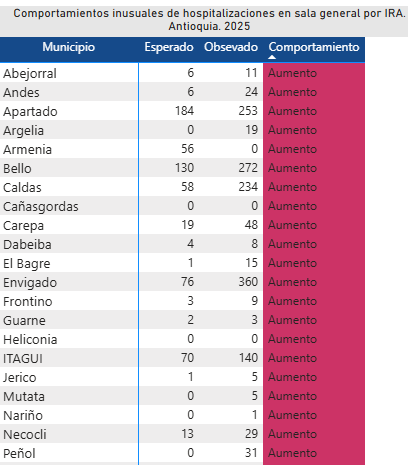 Comportamientos inusuales de hospitalizaciones en sala general por IRA.
Antioquia. 2025
Municipio Esperado Obsevado Comportamiento
Abejorral 6 11 Aumento
Andes 6 24 Aumento
Apartado 184 253 Aumento
Argelia 0 19 Aumento
Armenia 56 0 Aumento
Bello 130 272 Aumento
Caldas 58 234 Aumento
Cañasgordas 0 0 Aumento
Carepa 19 48 Aumento
Dabeiba 4 8 Aumento
El Bagre 1 15 Aumento
Envigado 76 360 Aumento
Frontino 3 9 Aumento
Guarne 2 3 Aumento
Heliconia 0 0 Aumento
ITAGUI 70 140 Aumento
Jerico 1 5 Aumento
Mutata 0 5 Aumento
Nariño 0 1 Aumento
Necocli 13 29 Aumento
Peñol 0 31 Aumento